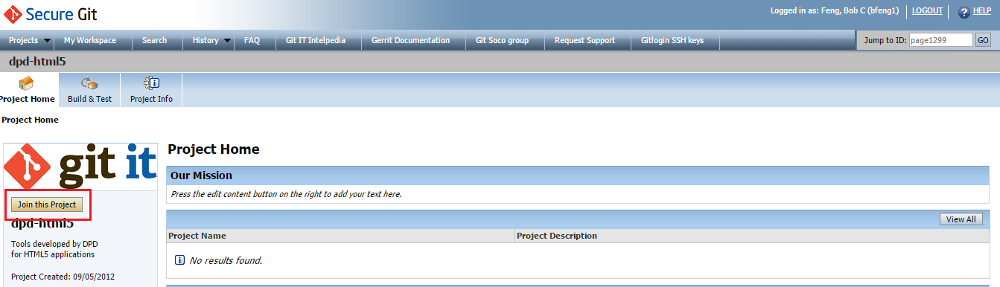 Secure Git
Logged in as: Feng, Bob C (bfeng1) LOGOUT ? HELP
Projects My Workspace Search History FAQ Git IT Intelpedia Gerrit Documentation Git Soco group Request Support Gitlogin SSH keys Jump to ID: page1299 GO
dpd-html5
Project Home Build & Test Project Info
Project Home
git it
Join this Project
dpd-html5
Tools developed by DPD
for HTML5 applications
Project Created: 09/05/2012
Project Home
Our Mission
Press the edit content button on the right to add your text here.
View All
Project Name Project Description
No results found.